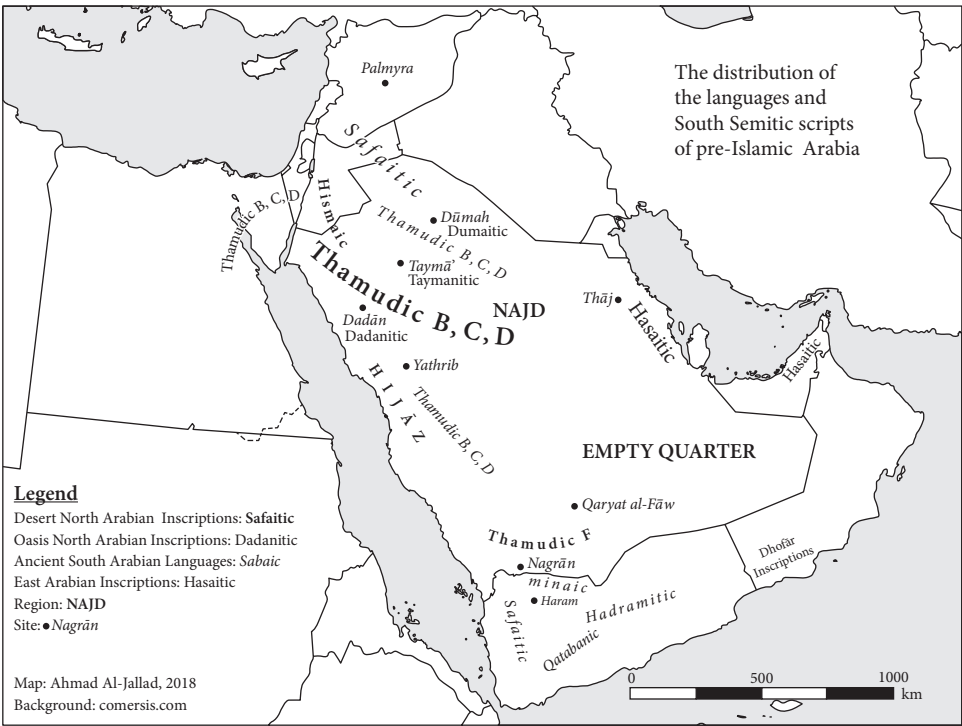 The distribution of
the languages and
South Semitic scripts
of pre-Islamic Arabia
Palmyra
Safaitic
Thamudic B, C, D
Hismaic
Dūmah
Dumaitic
Thamudic B, C, D
Taymāʾ
Taymanitic
Thamudic B, C, D
NAJD
Thāj
Hasaitic
Hasaitic
Dadān
Dadanitic
Yathrib
HIJĀZ
Thamudic B, C, D
EMPTY QUARTER
Qaryat al-Fāw
Thamudic F
Nagrān
minaic
Haram
Safaitic
Hadramitic
Qatabanic
Dhofār
Inscriptions
Legend
Desert North Arabian Inscriptions: Safaitic
Oasis North Arabian Inscriptions: Dadanitic
Ancient South Arabian Languages: Sabaic
East Arabian Inscriptions: Hasaitic
Region: NAJD
Site: • Nagrān
Map: Ahmad Al-Jallad, 2018
Background: comersis.com
0 500 1000
km